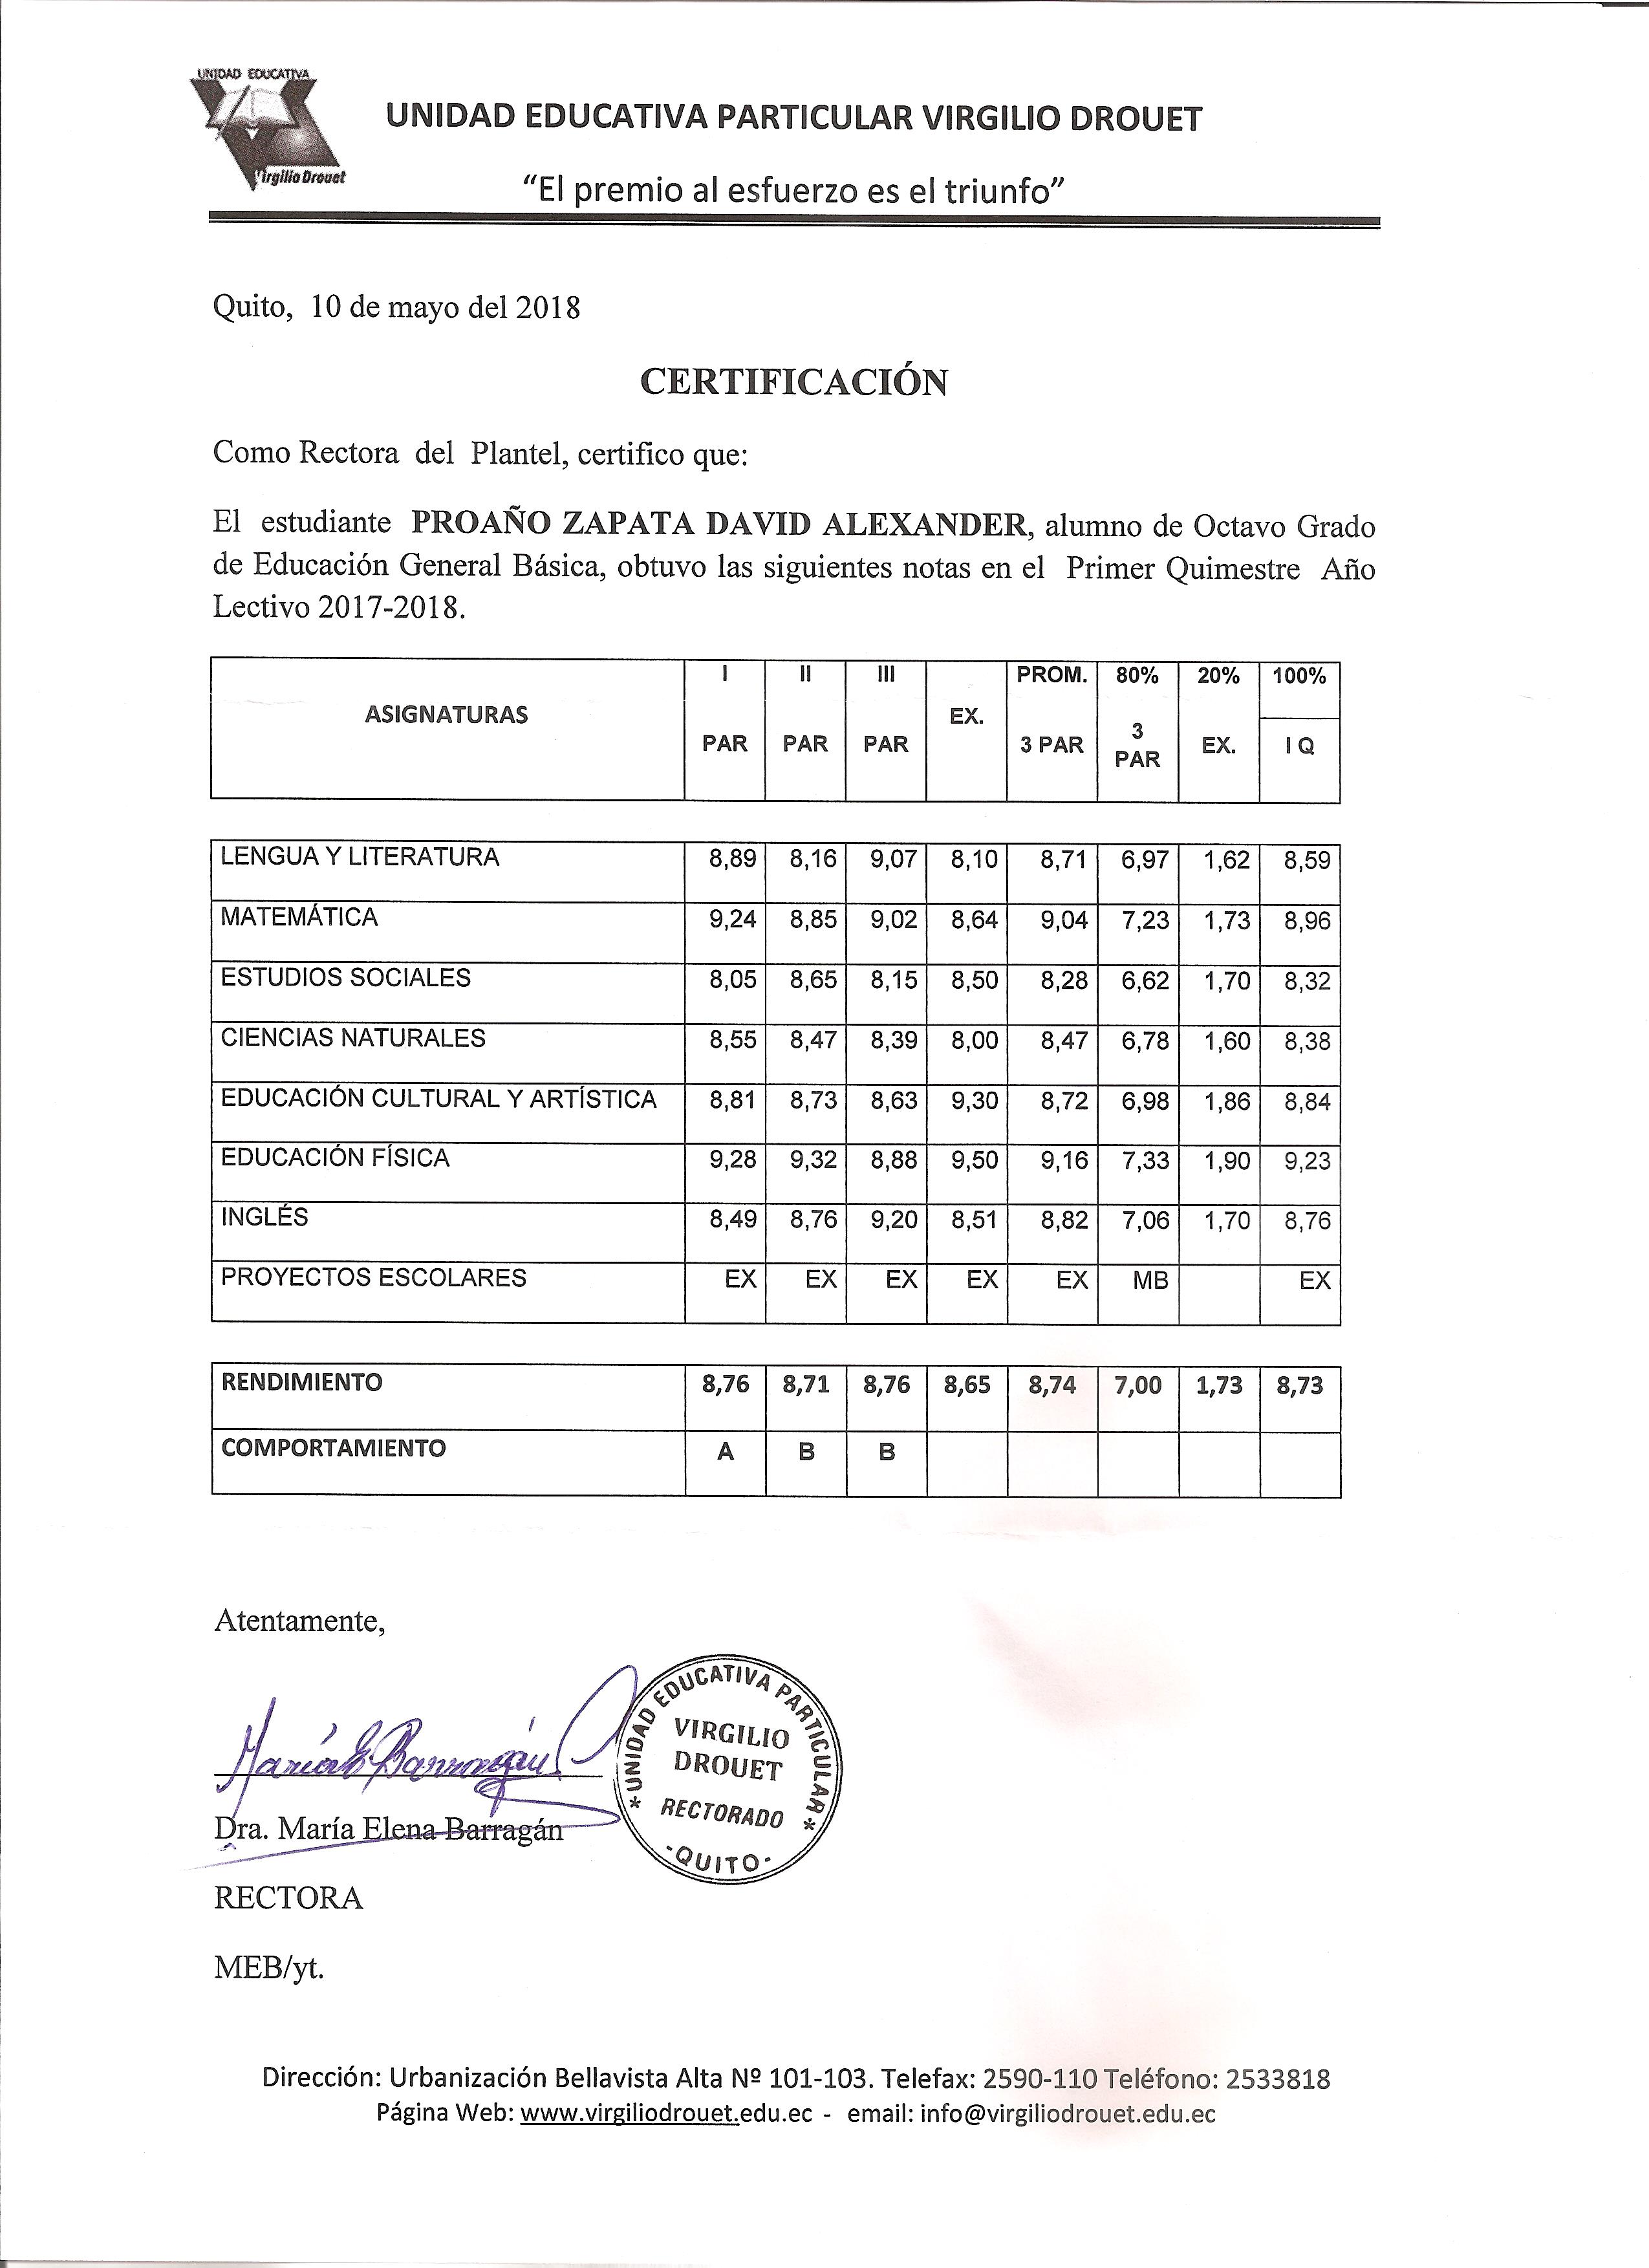 UNIDAD EDUCATIVA
Virgilio Drouet
UNIDAD EDUCATIVA PARTICULAR VIRGILIO DROUET
“El premio al esfuerzo es el triunfo”
Quito, 10 de mayo del 2018
CERTIFICACIÓN
Como Rectora del Plantel, certifico que:
El estudiante PROAÑO ZAPATA DAVID ALEXANDER, alumno de Octavo Grado
de Educación General Básica, obtuvo las siguientes notas en el Primer Quimestre Año
Lectivo 2017-2018.
ASIGNATURAS I PAR II PAR III PAR EX. PROM. 3 PAR 80% 3 PAR 20% EX. 100% I Q
LENGUA Y LITERATURA 8,89 8,16 9,07 8,10 8,71 6,97 1,62 8,59
MATEMÁTICA 9,24 8,85 9,02 8,64 9,04 7,23 1,73 8,96
ESTUDIOS SOCIALES 8,05 8,65 8,15 8,50 8,28 6,62 1,70 8,32
CIENCIAS NATURALES 8,55 8,47 8,39 8,00 8,47 6,78 1,60 8,38
EDUCACIÓN CULTURAL Y ARTÍSTICA 8,81 8,73 8,63 9,30 8,72 6,98 1,86 8,84
EDUCACIÓN FÍSICA 9,28 9,32 8,88 9,50 9,16 7,33 1,90 9,23
INGLÉS 8,49 8,76 9,20 8,51 8,82 7,06 1,70 8,76
PROYECTOS ESCOLARES EX EX EX EX EX MB EX
RENDIMIENTO 8,76 8,71 8,76 8,65 8,74 7,00 1,73 8,73
COMPORTAMIENTO A B B
Atentamente,
María E Barragán
UNIDAD EDUCATIVA PARTICULAR
VIRGILIO
DROUET
RECTORADO
-QUITO-
Dra. María Elena Barragán
RECTORA
MEB/yt.
Dirección: Urbanización Bellavista Alta Nº 101-103. Telefax: 2590-110 Teléfono: 2533818
Página Web: www.virgiliodrouet.edu.ec - email: info@virgiliodrouet.edu.ec